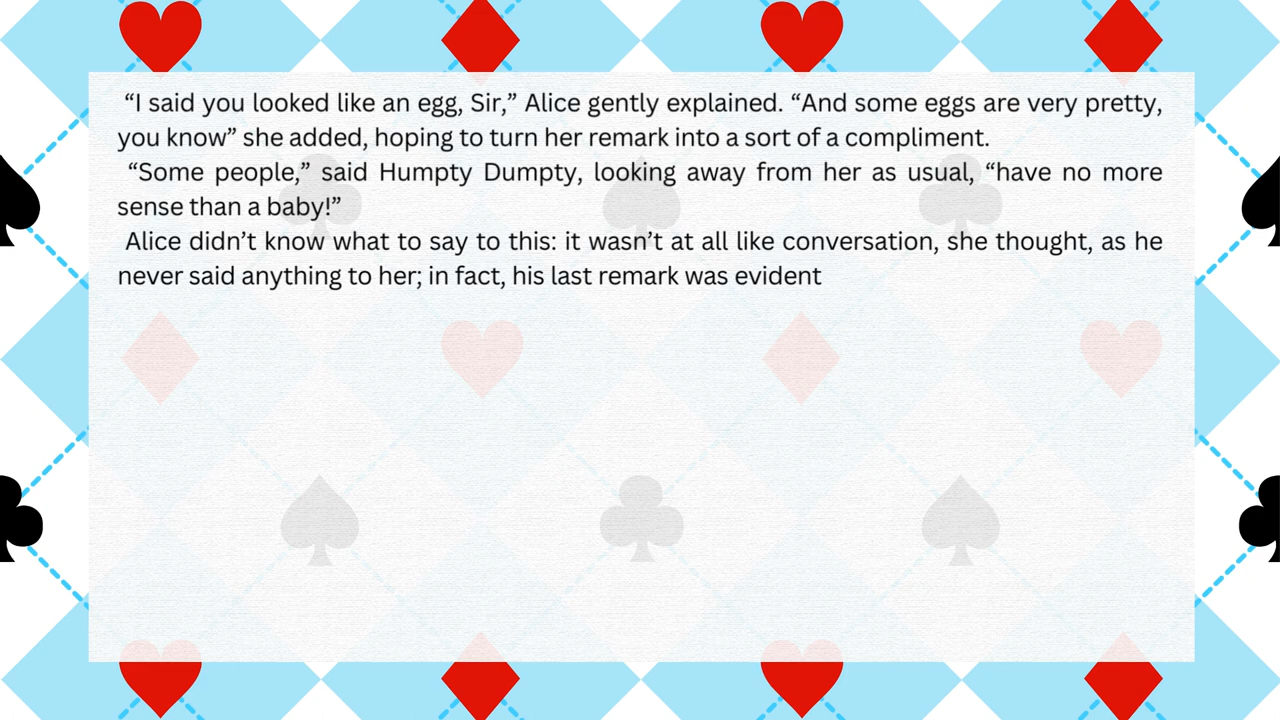 “I said you looked like an egg, Sir,” Alice gently explained. “And some eggs are very pretty,
you know” she added, hoping to turn her remark into a sort of a compliment.
“Some people,” said Humpty Dumpty, looking away from her as usual, “have no more
sense than a baby!”
Alice didn’t know what to say to this: it wasn’t at all like conversation, she thought, as he
never said anything to her; in fact, his last remark was evident